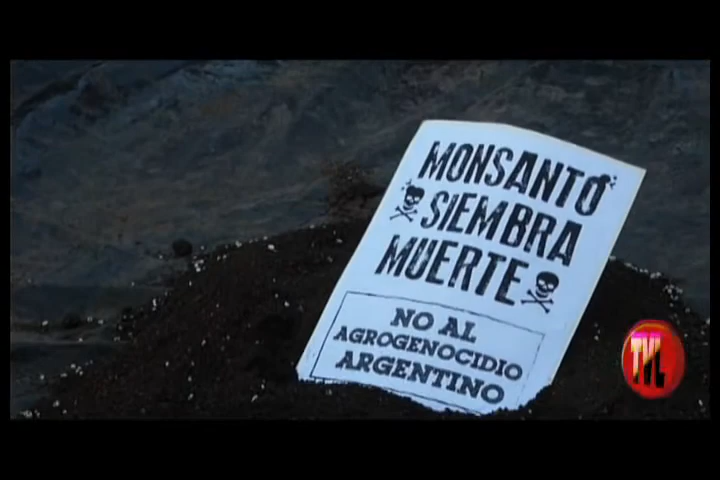 MONSANTO
SIEMBRA
MUERTE
NO AL
AGROGENOCIDIO
ARGENTINO
TVL